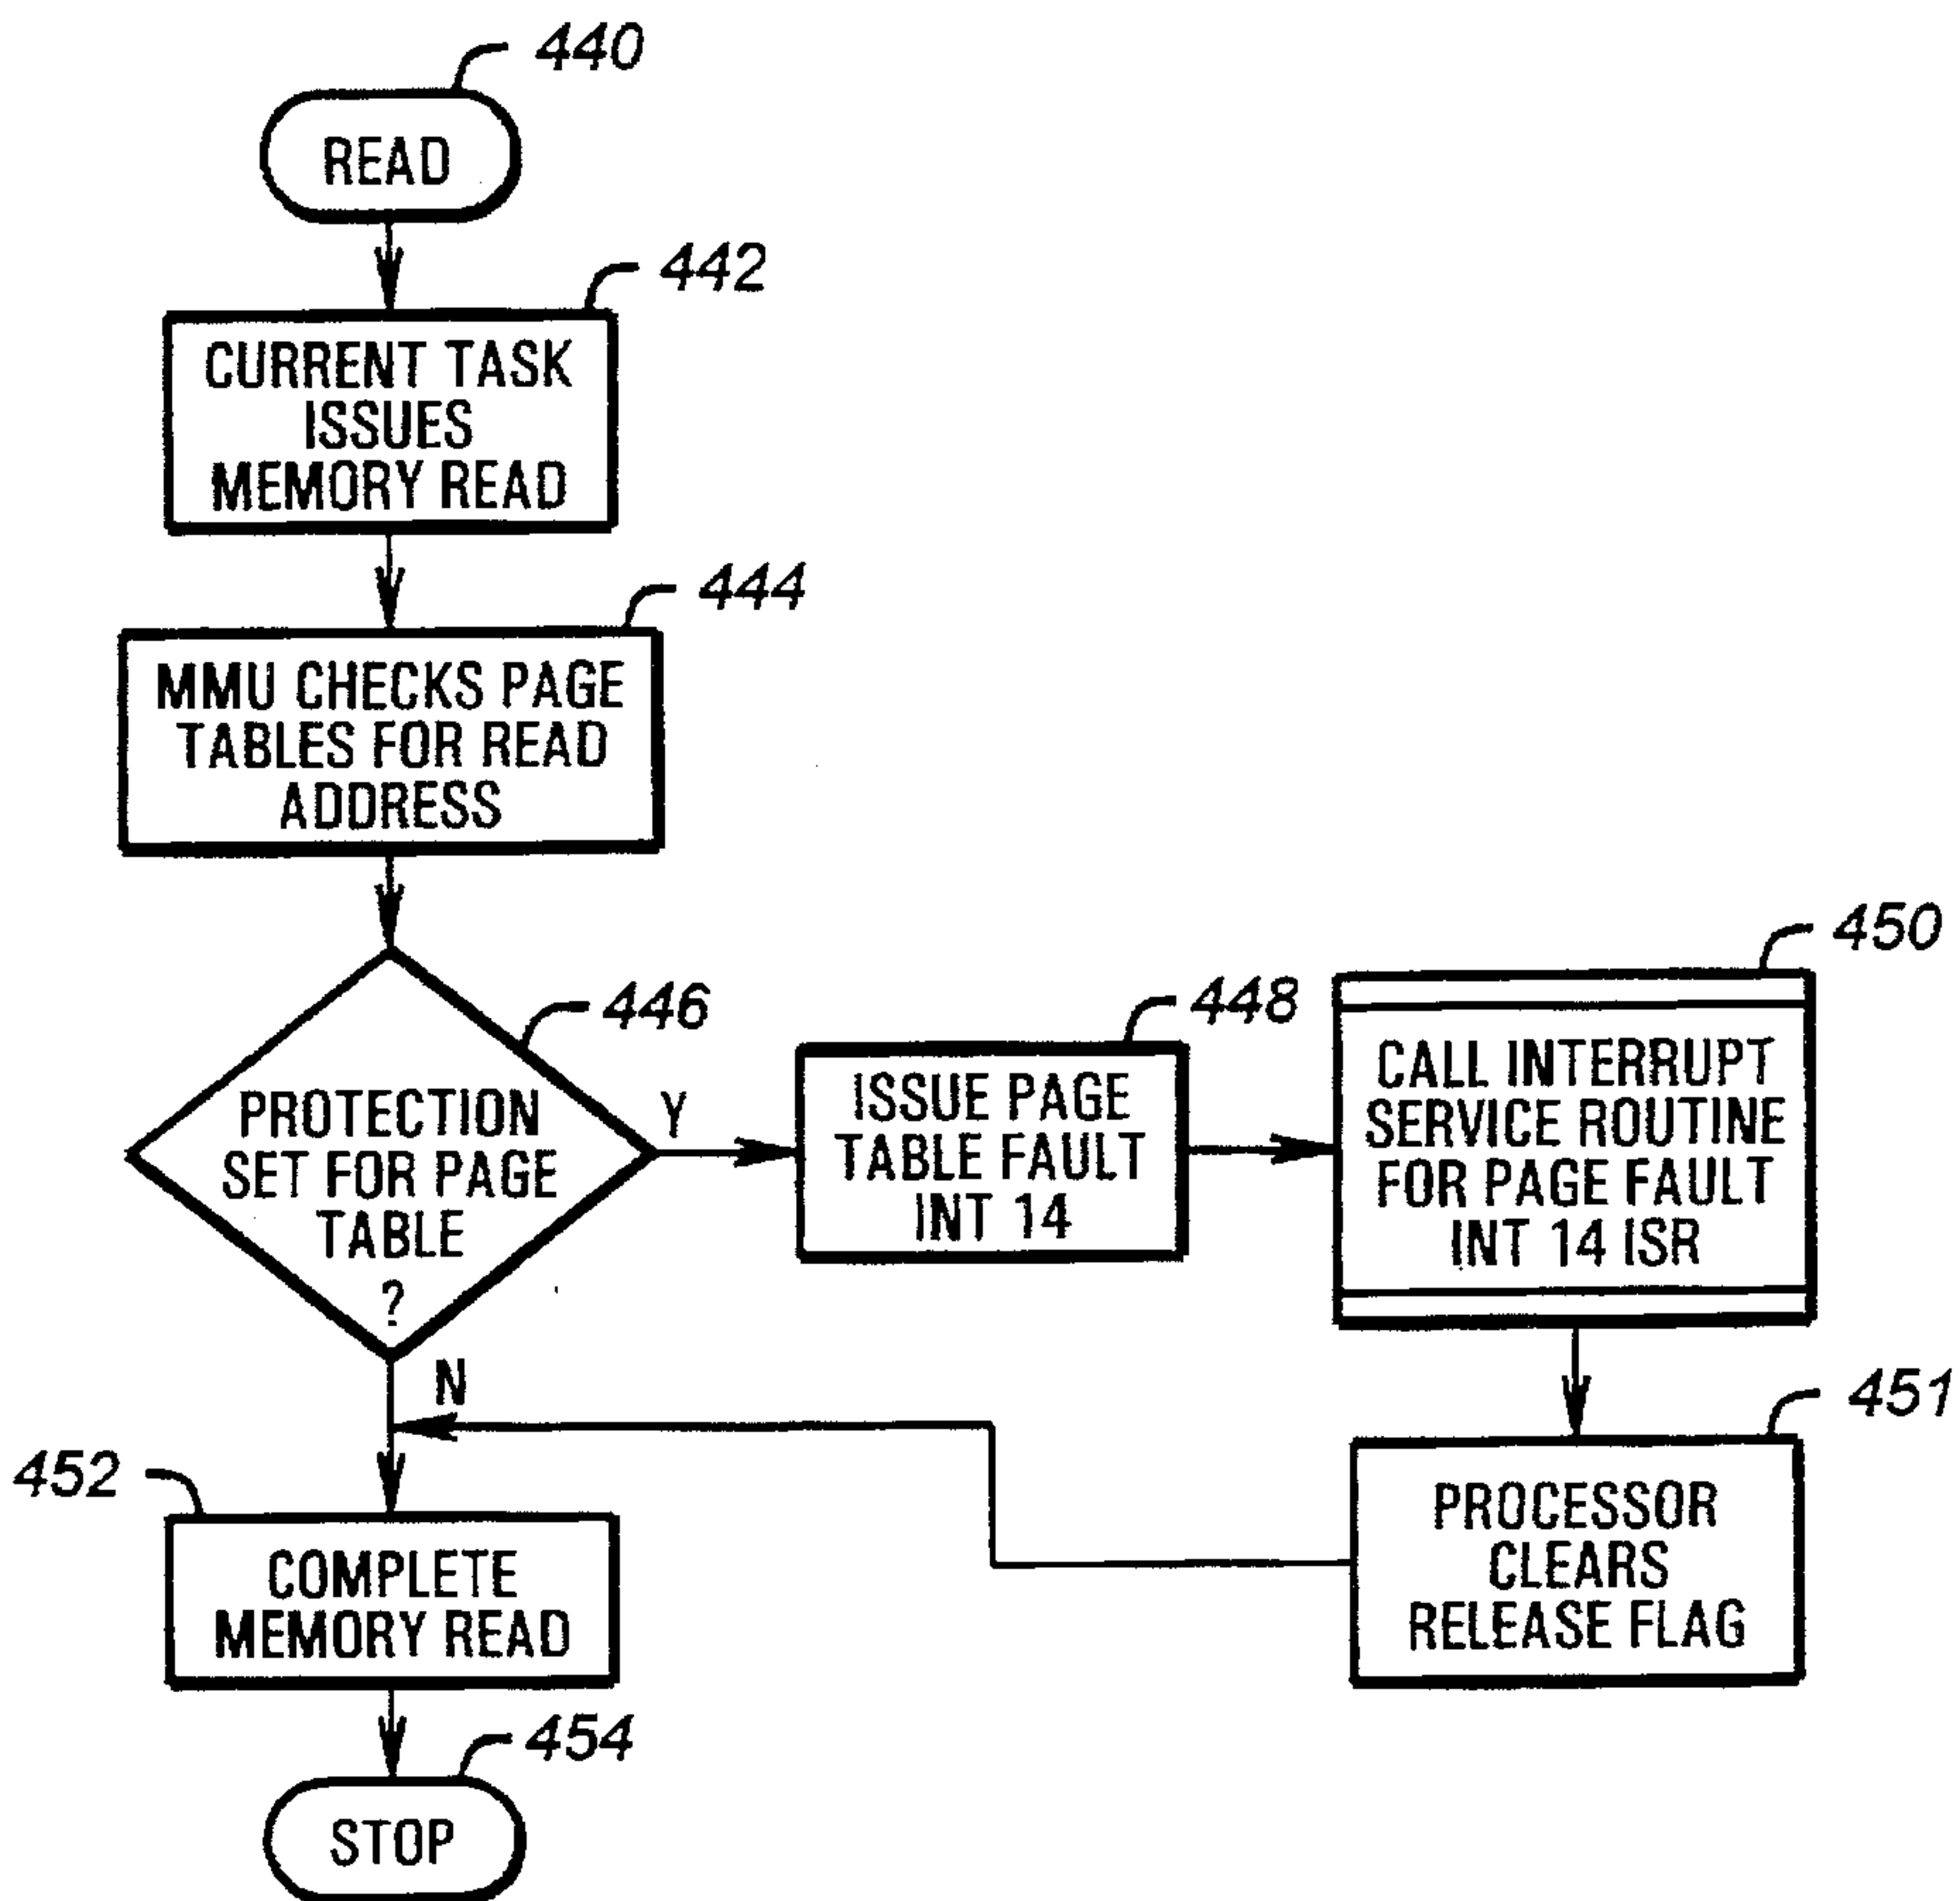 440
READ
442
CURRENT TASK
ISSUES
MEMORY READ
444
MMU CHECKS PAGE
TABLES FOR READ
ADDRESS
446
PROTECTION
SET FOR PAGE
TABLE
?
Y
N
448
ISSUE PAGE
TABLE FAULT
INT 14
450
CALL INTERRUPT
SERVICE ROUTINE
FOR PAGE FAULT
INT 14 ISR
451
PROCESSOR
CLEARS
RELEASE FLAG
452
COMPLETE
MEMORY READ
454
STOP